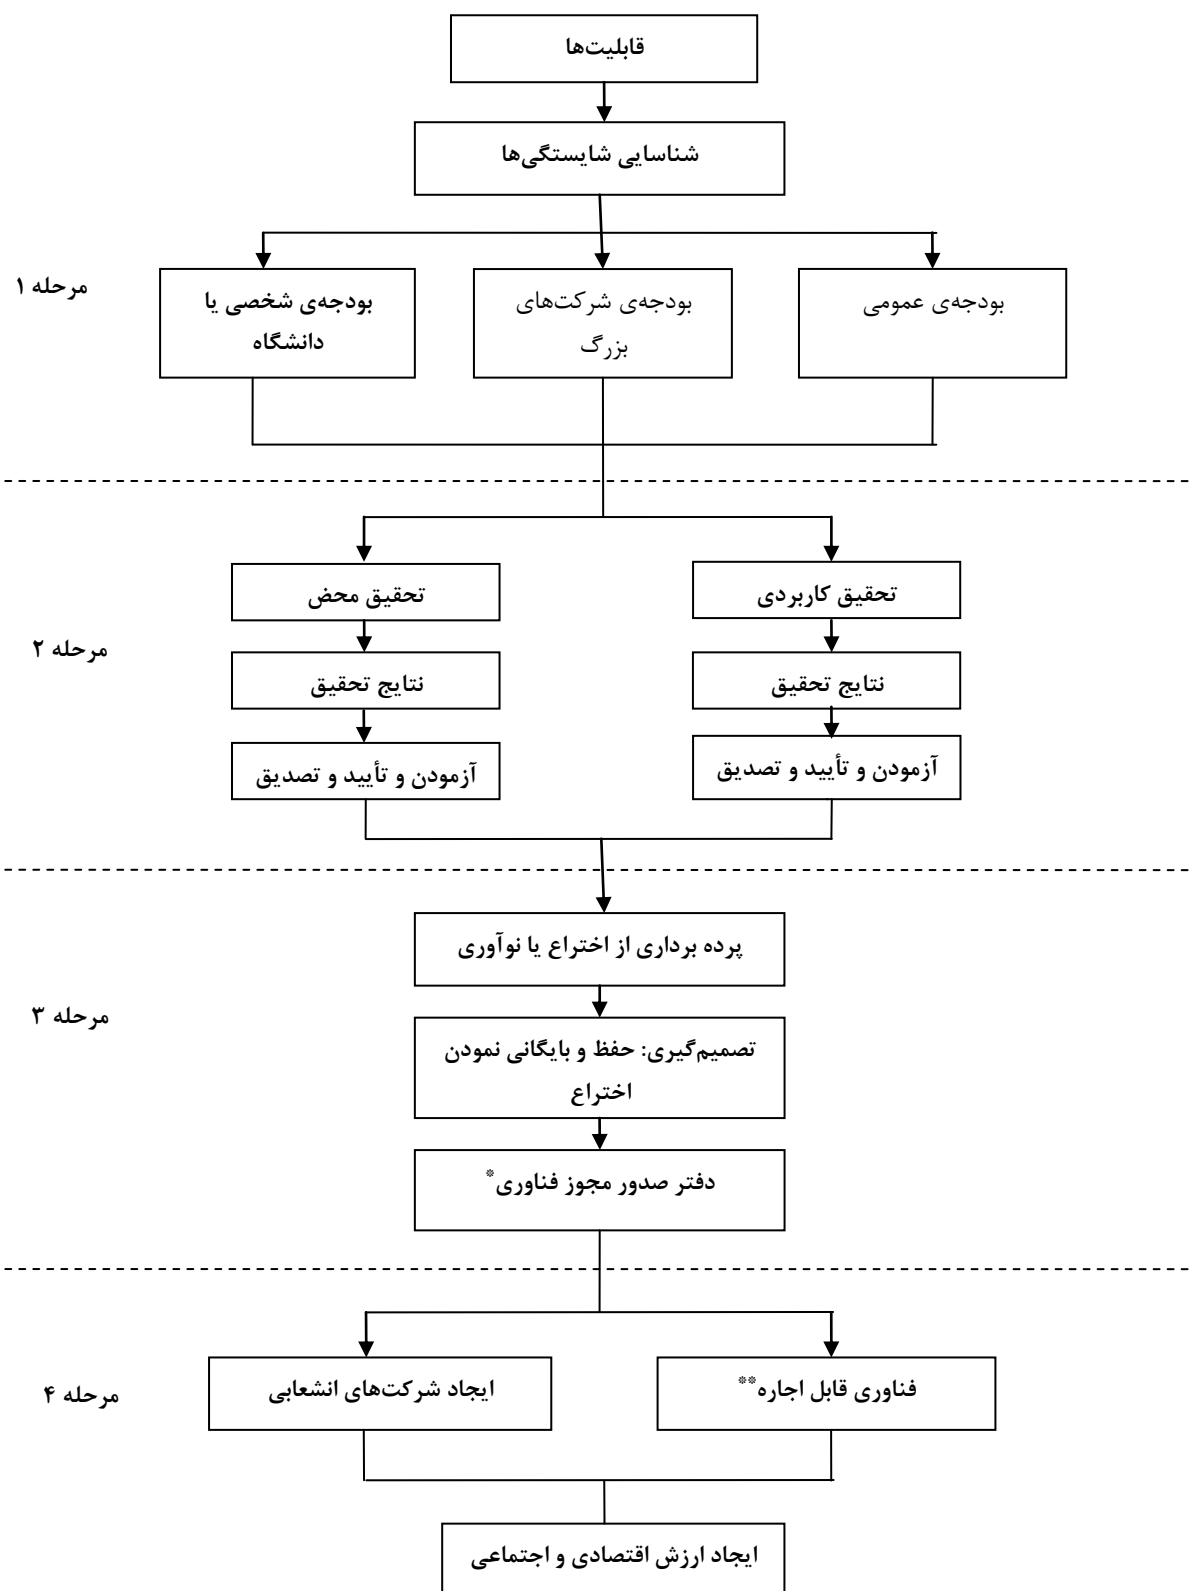 قابلیت‌ها
شناسایی شایستگی‌ها
مرحله ۱
بودجه‌ی عمومی
بودجه‌ی شرکت‌های
بزرگ
بودجه‌ی شخصی یا
دانشگاه
مرحله ۲
تحقیق کاربردی
تحقیق محض
نتایج تحقیق
نتایج تحقیق
آزمودن و تأیید و تصدیق
آزمودن و تأیید و تصدیق
مرحله ۳
پرده برداری از اختراع یا نوآوری
تصمیم‌گیری: حفظ و بایگانی نمودن
اختراع
دفتر صدور مجوز فناوری*
مرحله ۴
فناوری قابل اجاره**
ایجاد شرکت‌های انشعابی
ایجاد ارزش اقتصادی و اجتماعی